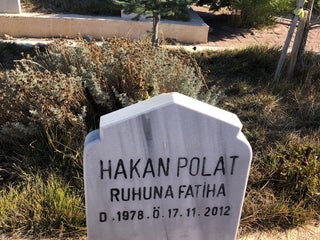 HAKAN POLAT
RUHUNA FATİHA
D.1978.Ö.17.11.2012